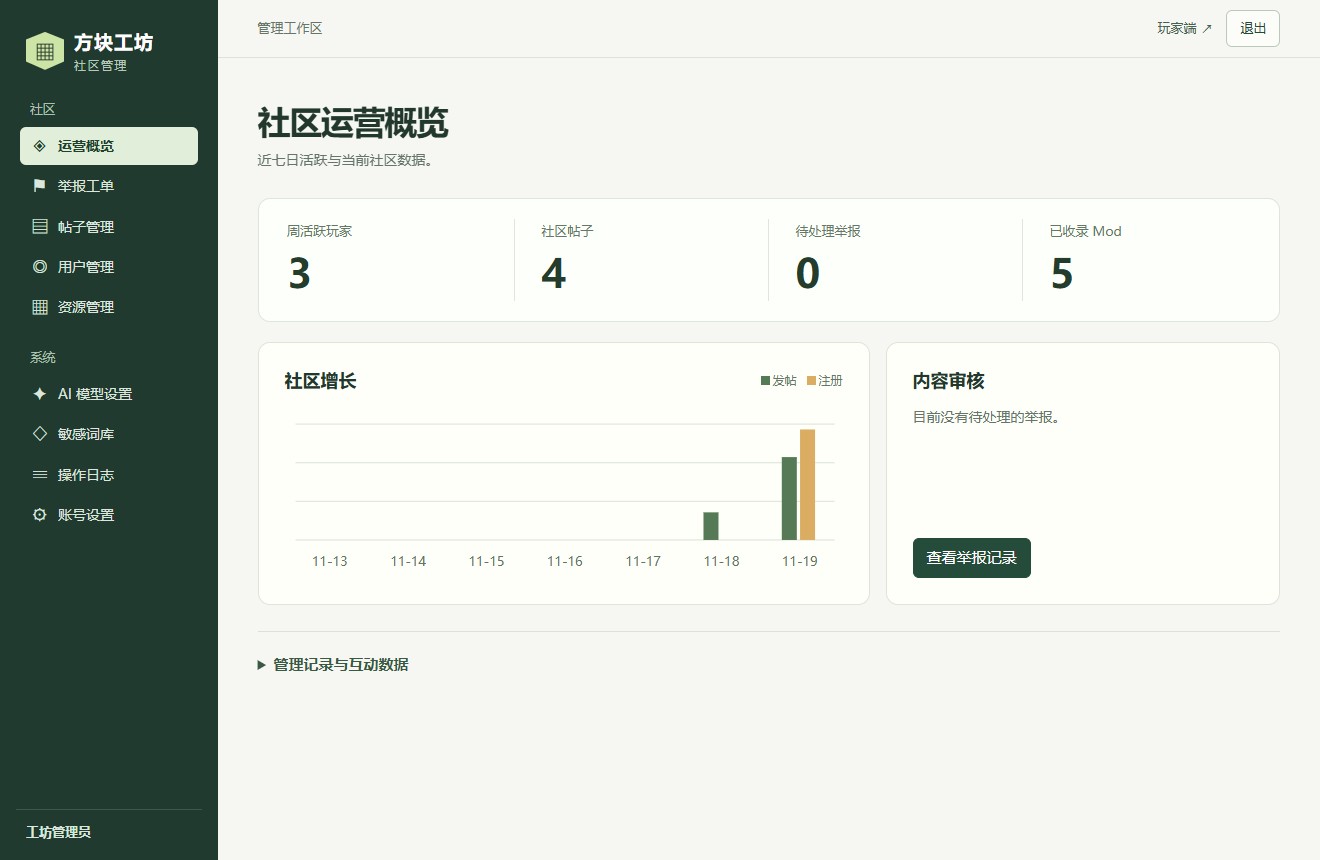 方块工坊
社区管理
社区
运营概览
举报工单
帖子管理
用户管理
资源管理
系统
AI 模型设置
敏感词库
操作日志
账号设置
工坊管理员
管理工作区
玩家端 ↗
退出
社区运营概览
近七日活跃与当前社区数据。
周活跃玩家
3
社区帖子
4
待处理举报
0
已收录 Mod
5
社区增长
发帖 注册
11-13 11-14 11-15 11-16 11-17 11-18 11-19
内容审核
目前没有待处理的举报。
查看举报记录
管理记录与互动数据